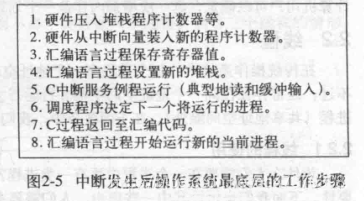 1. 硬件压入堆栈程序计数器等。
2. 硬件从中断向量装入新的程序计数器。
3. 汇编语言过程保存寄存器值。
4. 汇编语言过程设置新的堆栈。
5. C中断服务例程运行（典型地读和缓冲输入）。
6. 调度程序决定下一个将运行的进程。
7. C过程返回至汇编代码。
8. 汇编语言过程开始运行新的当前进程。
图2-5 中断发生后操作系统最底层的工作步骤